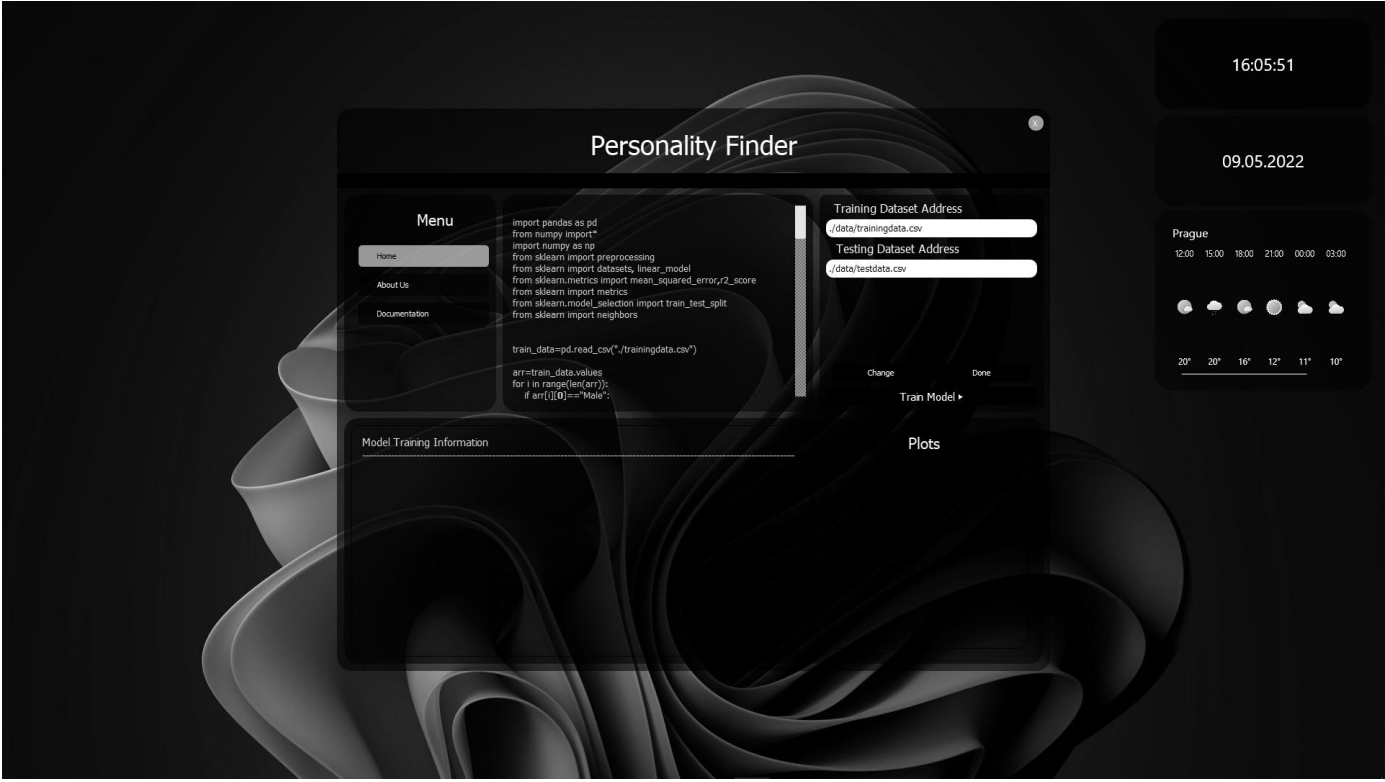 16:05:51
09.05.2022
Prague
12:00 15:00 18:00 21:00 00:00 03:00
20° 20° 16° 12° 11° 10°
Personality Finder
x
Menu
Home
About Us
Documentation
import pandas as pd
from numpy import*
import numpy as np
from sklearn import preprocessing
from sklearn import datasets, linear_model
from sklearn.metrics import mean_squared_error,r2_score
from sklearn import metrics
from sklearn.model_selection import train_test_split
from sklearn import neighbors
train_data=pd.read_csv("./trainingdata.csv")
arr=train_data.values
for i in range(len(arr)):
if arr[i][0]=="Male":
Training Dataset Address
./data/trainingdata.csv
Testing Dataset Address
./data/testdata.csv
Change Done
Train Model ▸
Model Training Information
Plots